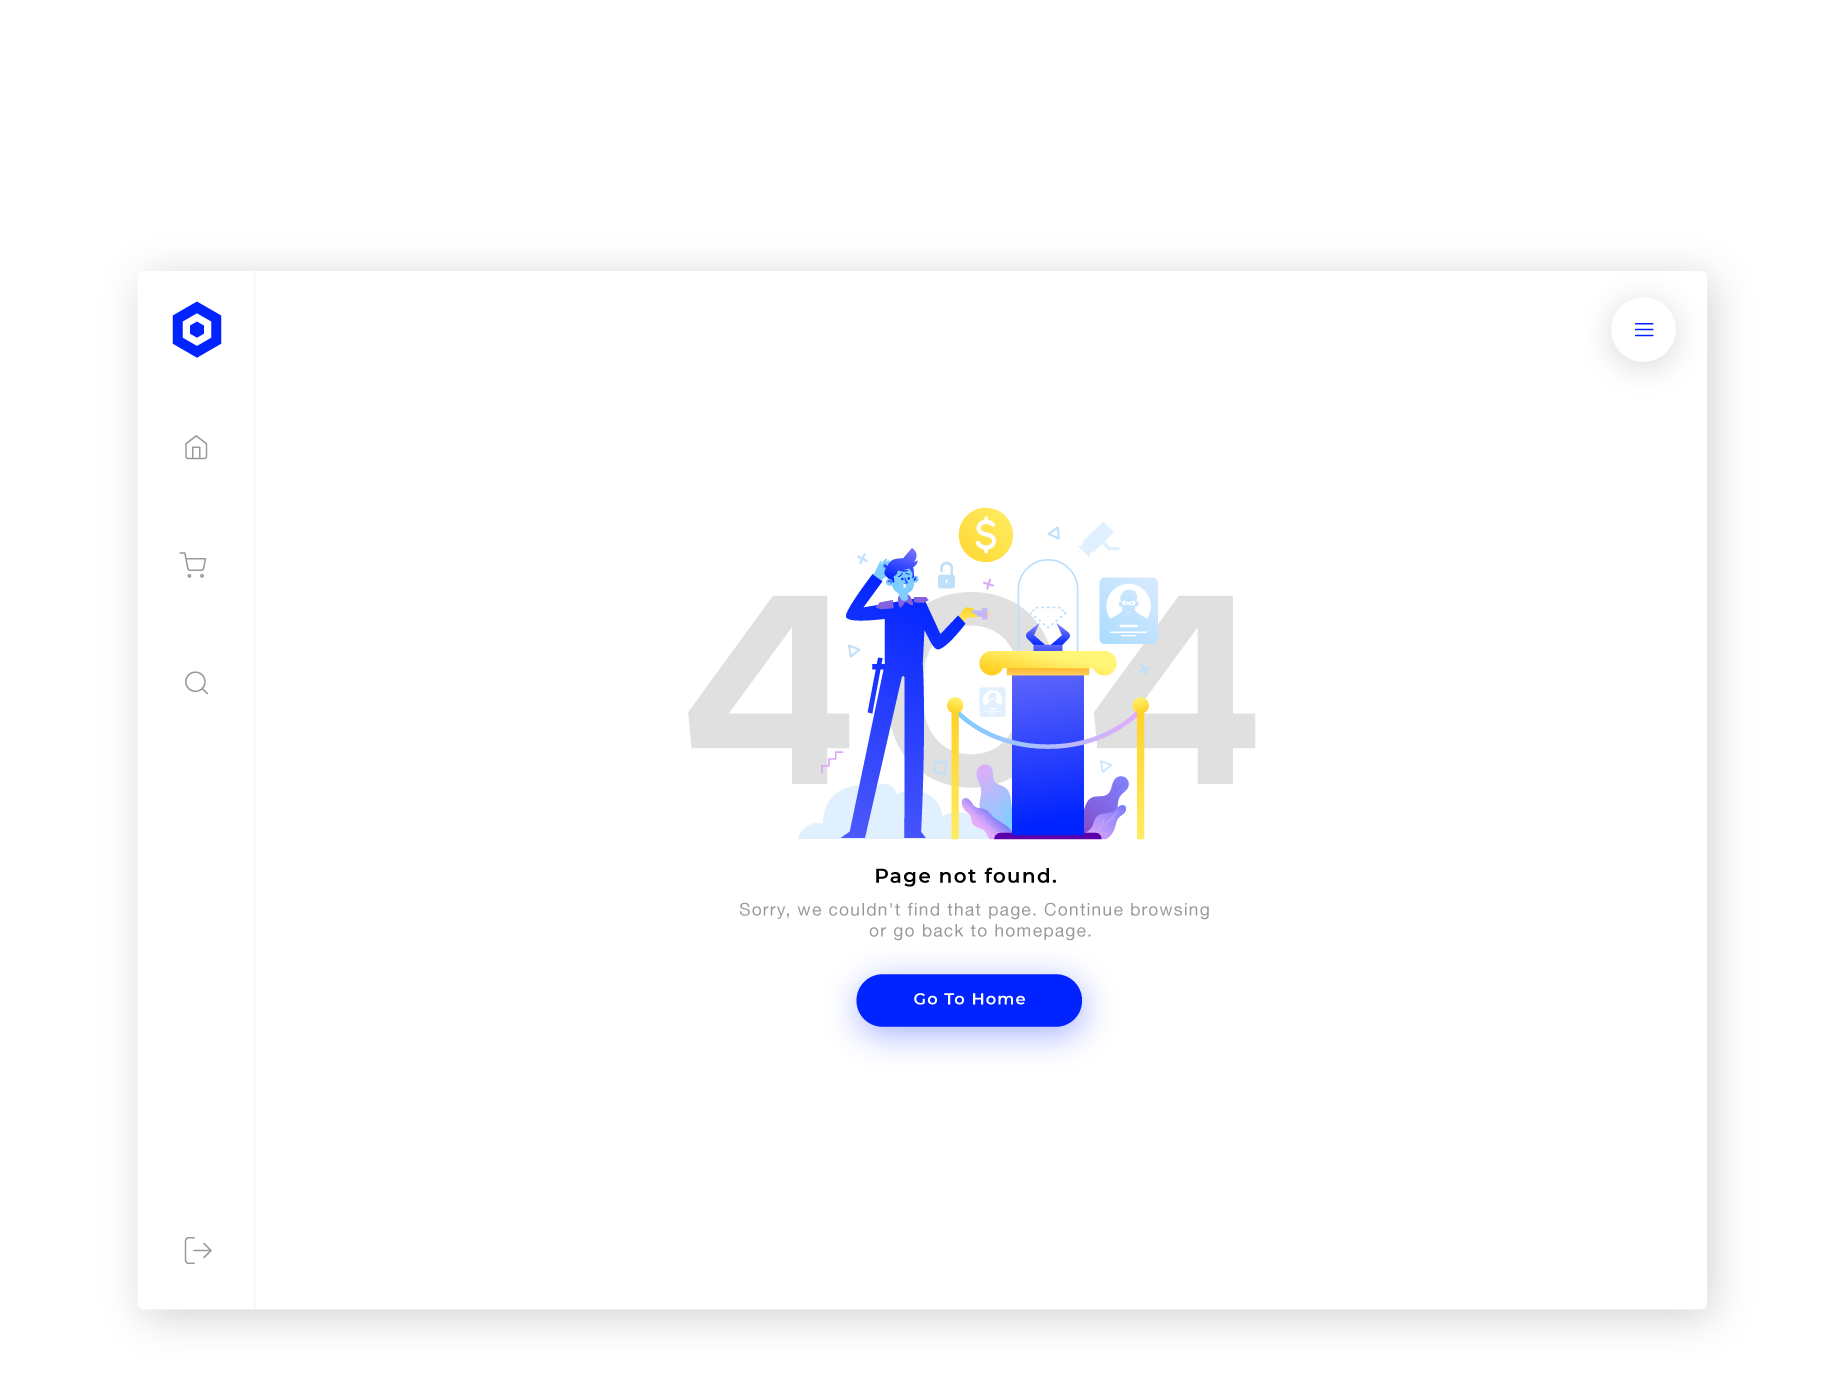 $
404
Page not found.
Sorry, we couldn't find that page. Continue browsing
or go back to homepage.
Go To Home